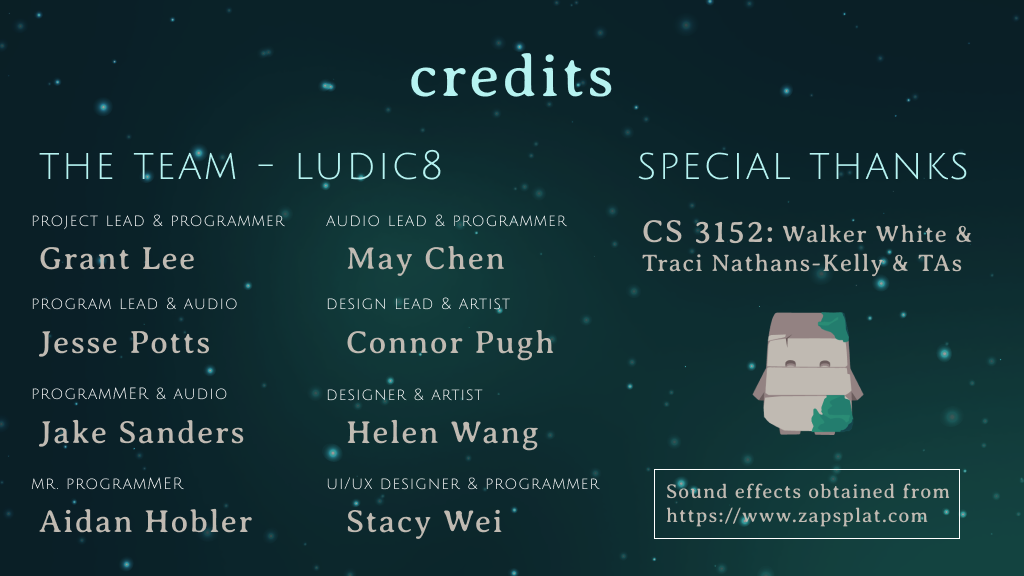 credits
THE TEAM - LUDIC8
PROJECT LEAD & PROGRAMMER
Grant Lee
PROGRAM LEAD & AUDIO
Jesse Potts
PROGRAMMER & AUDIO
Jake Sanders
MR. PROGRAMMER
Aidan Hobler
AUDIO LEAD & PROGRAMMER
May Chen
DESIGN LEAD & ARTIST
Connor Pugh
DESIGNER & ARTIST
Helen Wang
UI/UX DESIGNER & PROGRAMMER
Stacy Wei
SPECIAL THANKS
CS 3152: Walker White &
Traci Nathans-Kelly & TAs
Sound effects obtained from
https://www.zapsplat.com